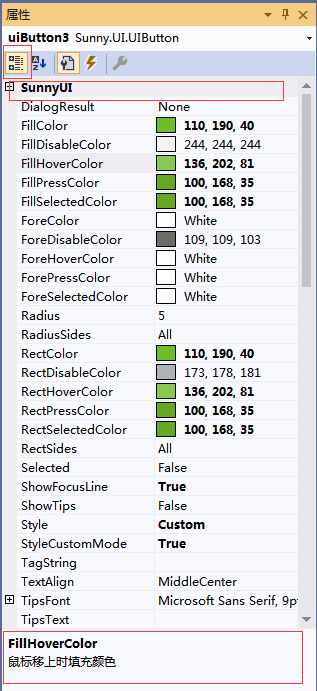 属性
uiButton3 Sunny.UI.UIButton
SunnyUI
DialogResult None
FillColor 110, 190, 40
FillDisableColor 244, 244, 244
FillHoverColor 136, 202, 81
FillPressColor 100, 168, 35
FillSelectedColor 100, 168, 35
ForeColor White
ForeDisableColor 109, 109, 103
ForeHoverColor White
ForePressColor White
ForeSelectedColor White
Radius 5
RadiusSides All
RectColor 110, 190, 40
RectDisableColor 173, 178, 181
RectHoverColor 136, 202, 81
RectPressColor 100, 168, 35
RectSelectedColor 100, 168, 35
RectSides All
Selected False
ShowFocusLine True
ShowTips False
Style Custom
StyleCustomMode True
TagString
TextAlign MiddleCenter
TipsFont Microsoft Sans Serif, 9pt
TipsText
FillHoverColor
鼠标移上时填充颜色